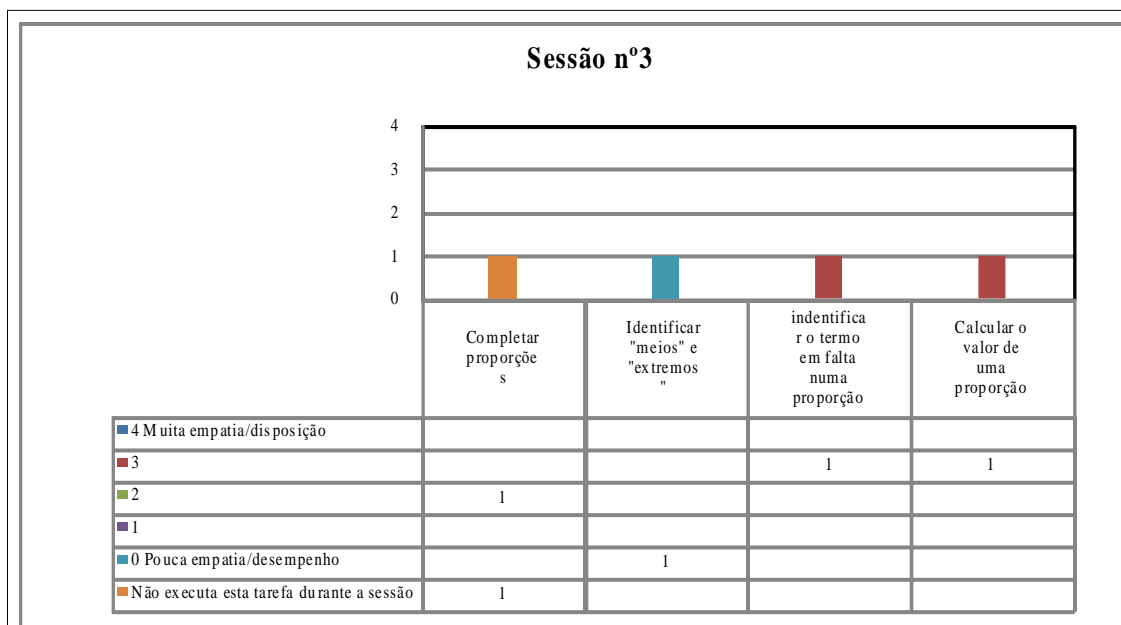 Sessão nº3
4
3
2
1
0
Completar
proporçõe
s
Identificar
"meios" e
"extremos
"
indentifica
r o termo
em falta
numa
proporção
Calcular o
valor de
uma
proporção
4 Muita empatia/disposição
3 1 1
2 1
1
0 Pouca empatia/desempenho 1
Não executa esta tarefa durante a sessão 1